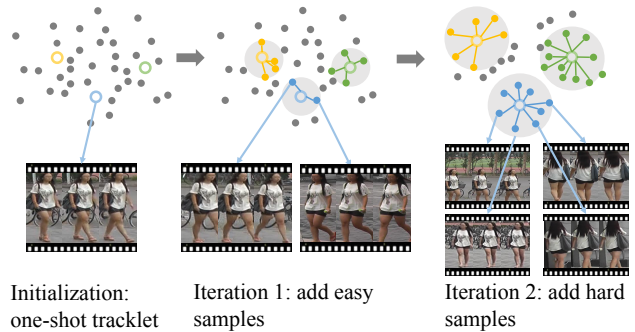 Initialization:
one-shot tracklet
Iteration 1: add easy
samples
Iteration 2: add hard
samples